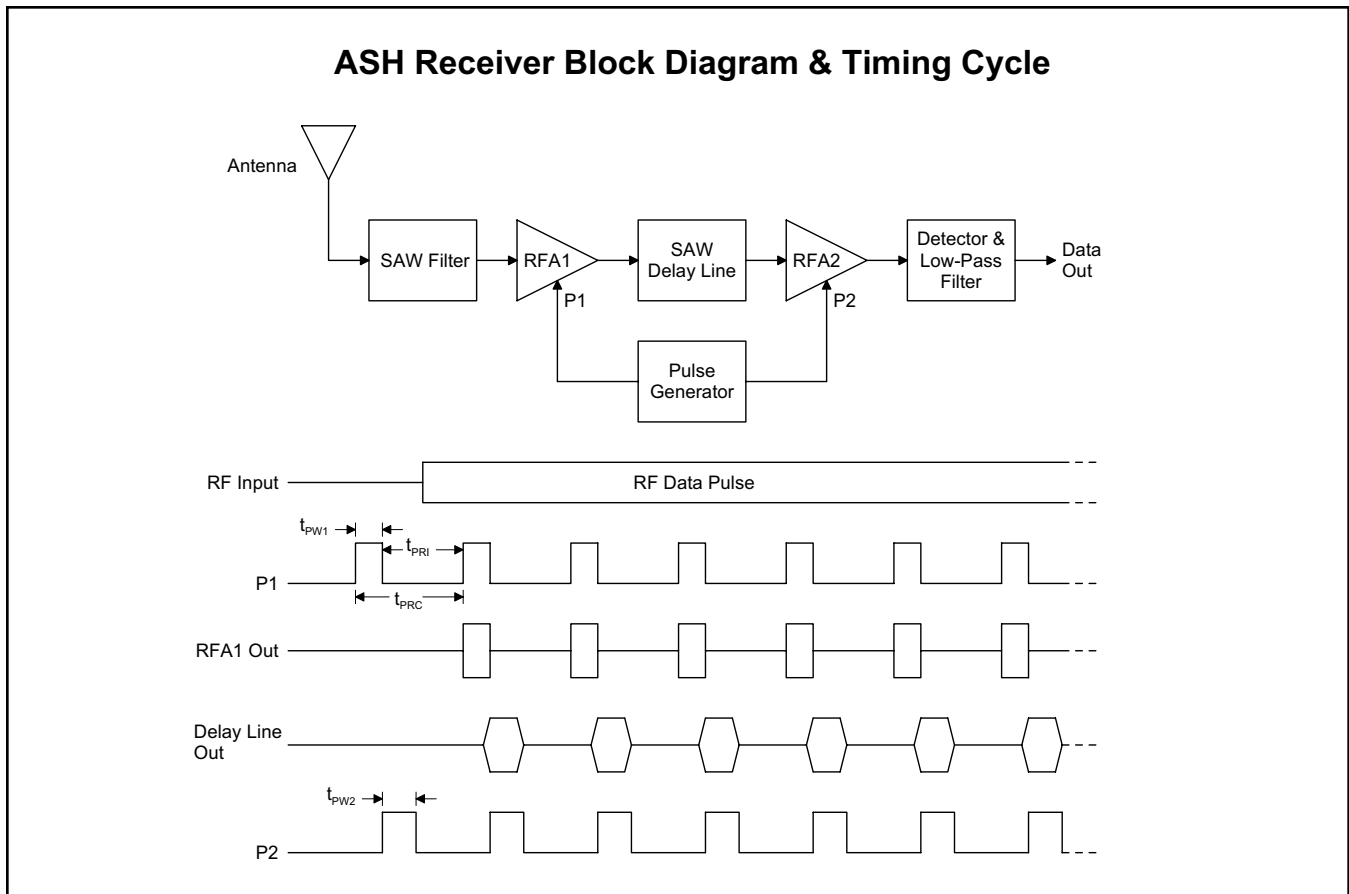 ASH Receiver Block Diagram & Timing Cycle
Antenna
SAW Filter
RFA1
SAW
Delay Line
RFA2
Detector &
Low-Pass
Filter
Data
Out
P1
P2
Pulse
Generator
RF Input
RF Data Pulse
tPW1
tPRI
P1
tPRC
RFA1 Out
Delay Line
Out
tPW2
P2